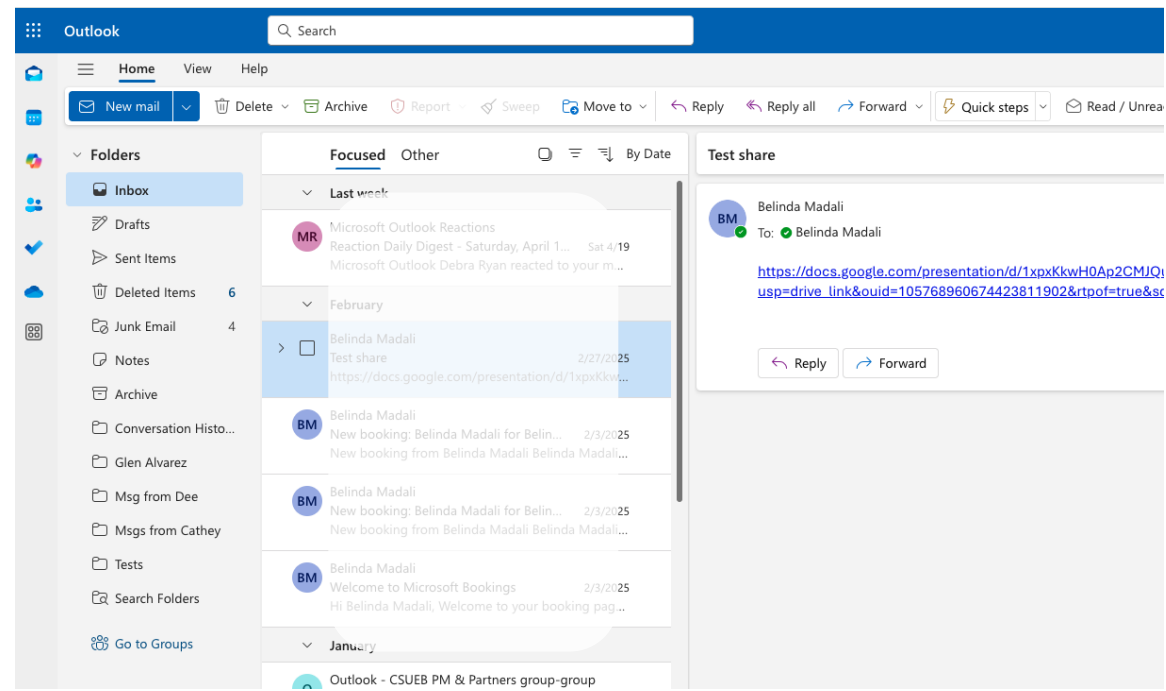 Outlook
Search
Home View Help
New mail Delete Archive Report Sweep Move to Reply Reply all Forward Quick steps Read /
Folders
Inbox
Drafts
Sent Items
Deleted Items 6
Junk Email 4
Notes
Archive
Conversation Histo...
Glen Alvarez
Msg from Dee
Msgs from Cathey
Tests
Search Folders
Go to Groups
Focused Other By Date
Last week
MR
Microsoft Outlook Reactions
Reaction Daily Digest - Saturday, April 1... Sat 4/19
Microsoft Outlook Debra Ryan reacted to your m...
February
Belinda Madali
Test share 2/27/2025
https://docs.google.com/presentation/d/1xpxKkw...
BM
Belinda Madali
New booking: Belinda Madali for Belin... 2/3/2025
New booking from Belinda Madali Belinda Madali...
BM
Belinda Madali
New booking: Belinda Madali for Belin... 2/3/2025
New booking from Belinda Madali Belinda Madali...
BM
Belinda Madali
Welcome to Microsoft Bookings 2/3/2025
Hi Belinda Madali, Welcome to your booking pag...
January
Outlook - CSUEB PM & Partners group-group
Test share
BM
Belinda Madali
To: Belinda Madali
https://docs.google.com/presentation/d/1xpxKkwH0Ap2CMJQ
usp=drive_link&ouid=105768960674423811902&rtpof=true&
Reply Forward